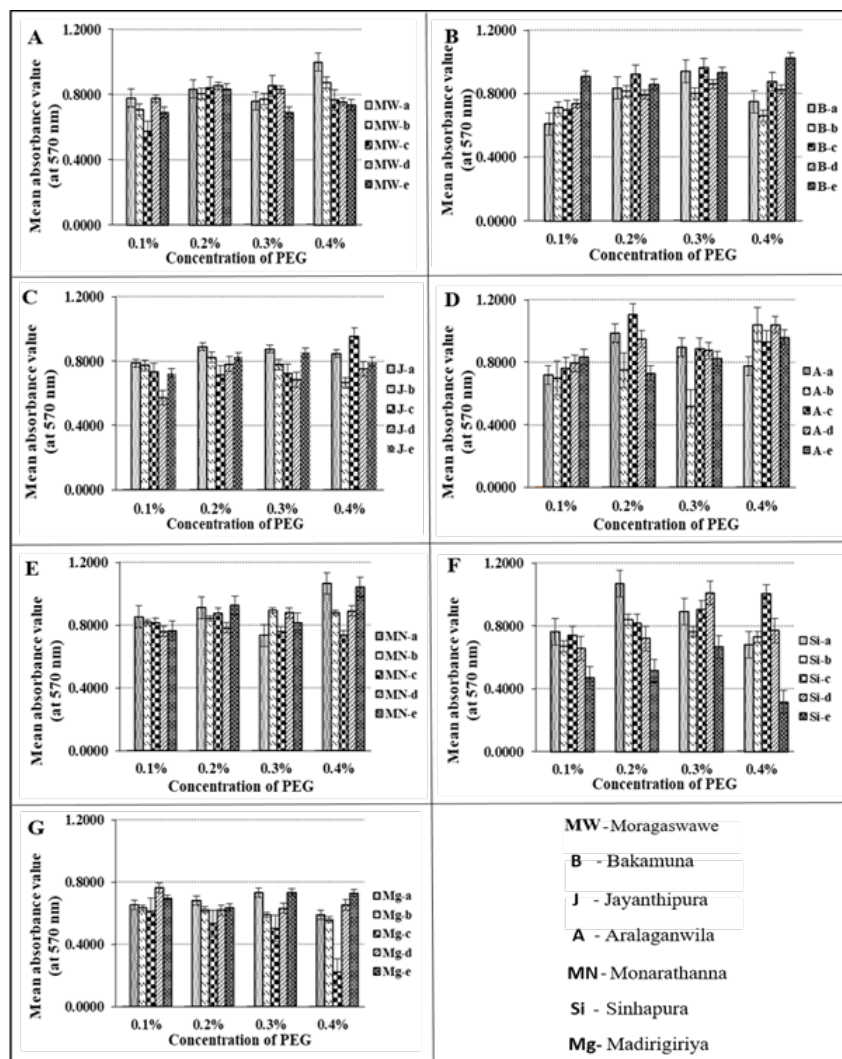 A
Mean absorbance value
(at 570 nm)
1.2000
0.8000
0.4000
0.0000
0.1% 0.2% 0.3% 0.4%
Concentration of PEG
MW-a
MW-b
MW-c
MW-d
MW-e
B
Mean absorbance value
(at 570 nm)
1.2000
0.8000
0.4000
0.0000
0.1% 0.2% 0.3% 0.4%
Concentration of PEG
B-a
B-b
B-c
B-d
B-e
C
Mean absorbance value
(at 570 nm)
1.2000
0.8000
0.4000
0.0000
0.1% 0.2% 0.3% 0.4%
Concentration of PEG
J-a
J-b
J-c
J-d
J-e
D
Mean absorbance value
(at 570 nm)
1.2000
0.8000
0.4000
0.0000
0.1% 0.2% 0.3% 0.4%
Concentration of PEG
A-a
A-b
A-c
A-d
A-e
E
Mean absorbance value
(at 570 nm)
1.2000
0.8000
0.4000
0.0000
0.1% 0.2% 0.3% 0.4%
Concentration of PEG
MN-a
MN-b
MN-c
MN-d
MN-e
F
Mean absorbance value
(at 570 nm)
1.2000
0.8000
0.4000
0.0000
0.1% 0.2% 0.3% 0.4%
Concentration of PEG
Si-a
Si-b
Si-c
Si-d
Si-e
G
Mean absorbance value
(at 570 nm)
1.2000
0.8000
0.4000
0.0000
0.1% 0.2% 0.3% 0.4%
Concentration of PEG
Mg-a
Mg-b
Mg-c
Mg-d
Mg-e
MW - Moragaswawe
B - Bakamuna
J - Jayanthipura
A - Aralaganwila
MN - Monarathanna
Si - Sinhapura
Mg- Madirigiriya